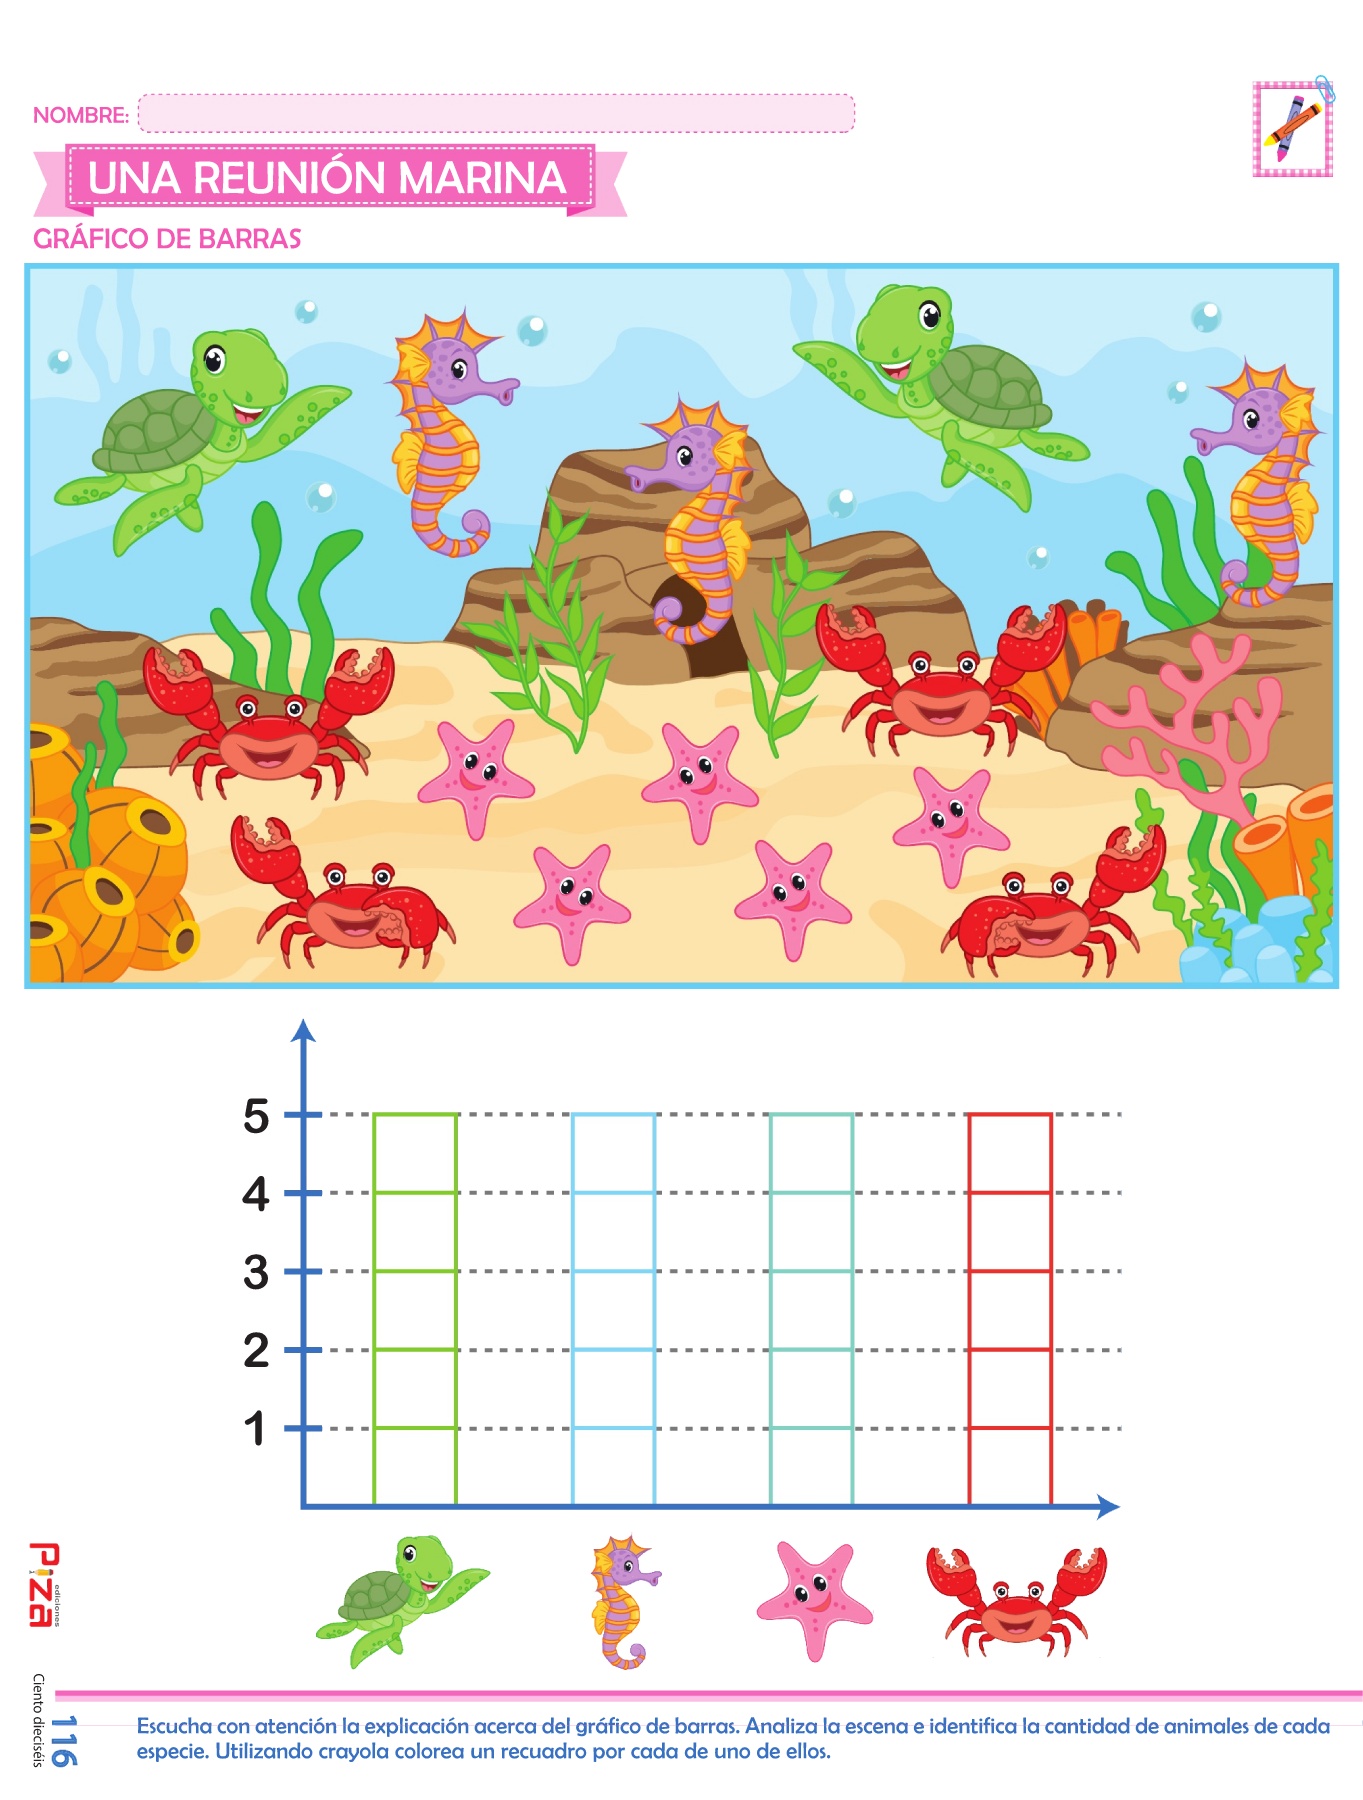 NOMBRE:
UNA REUNIÓN MARINA
GRÁFICO DE BARRAS
5
4
3
2
1
Piza
ediciones
Ciento dieciséis
116
Escucha con atención la explicación acerca del gráfico de barras. Analiza la escena e identifica la cantidad de animales de cada
especie. Utilizando crayola colorea un recuadro por cada de uno de ellos.